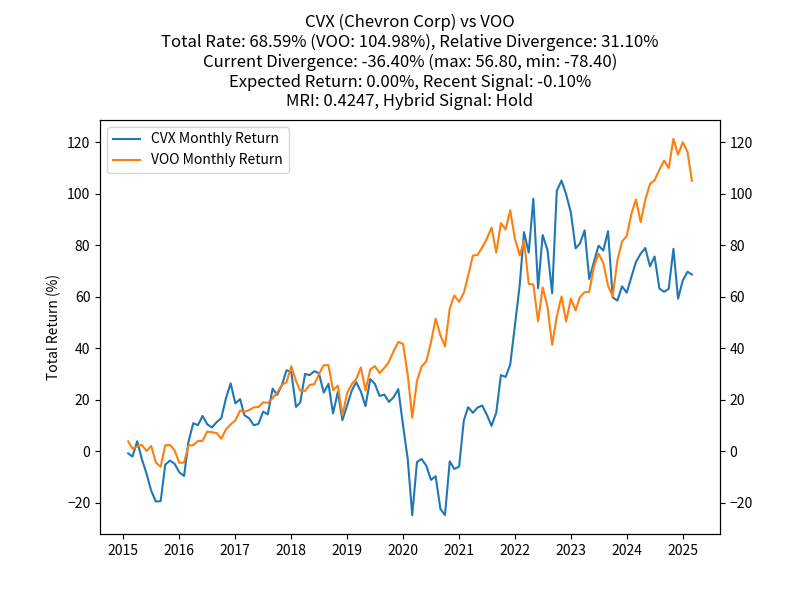 CVX (Chevron Corp) vs VOO
Total Rate: 68.59% (VOO: 104.98%), Relative Divergence: 31.10%
Current Divergence: -36.40% (max: 56.80, min: -78.40)
Expected Return: 0.00%, Recent Signal: -0.10%
MRI: 0.4247, Hybrid Signal: Hold
CVX Monthly Return
VOO Monthly Return
Total Return (%)
120 120
100 100
80 80
60 60
40 40
20 20
0 0
−20 −20
2015 2016 2017 2018 2019 2020 2021 2022 2023 2024 2025